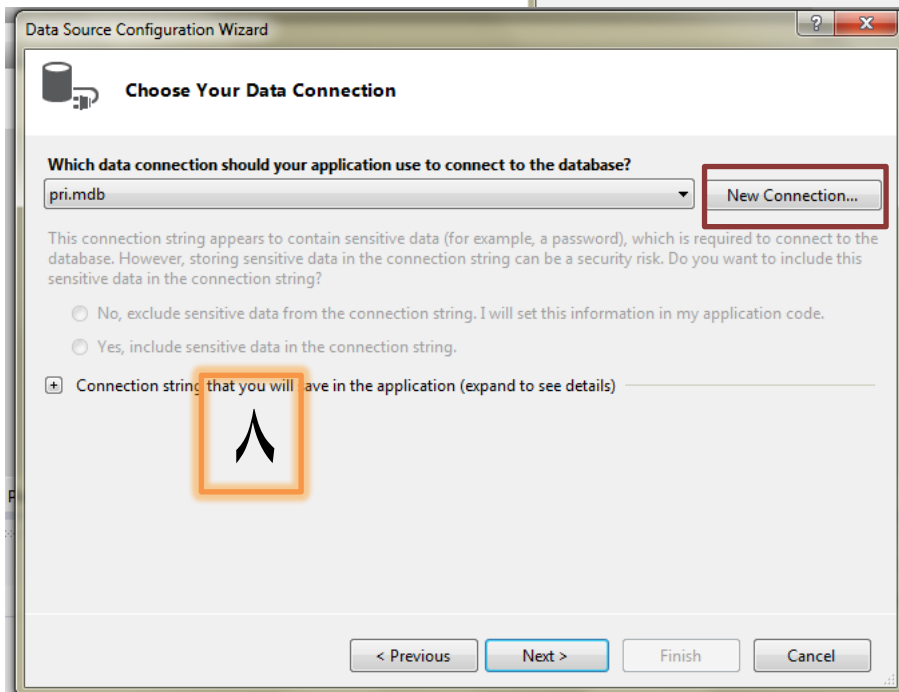 Data Source Configuration Wizard
Choose Your Data Connection
Which data connection should your application use to connect to the database?
pri.mdb
New Connection...
This connection string appears to contain sensitive data (for example, a password), which is required to connect to the
database. However, storing sensitive data in the connection string can be a security risk. Do you want to include this
sensitive data in the connection string?
No, exclude sensitive data from the connection string. I will set this information in my application code.
Yes, include sensitive data in the connection string.
Connection string that you will save in the application (expand to see details)
٨
< Previous
Next >
Finish
Cancel